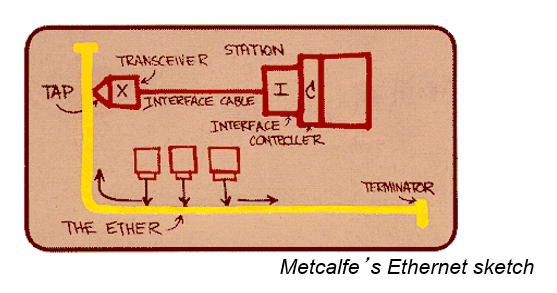 STATION
TRANSCEIVER
TAP
X
I
C
INTERFACE CABLE
INTERFACE
CONTROLLER
TERMINATOR
THE ETHER
Metcalfe´s Ethernet sketch